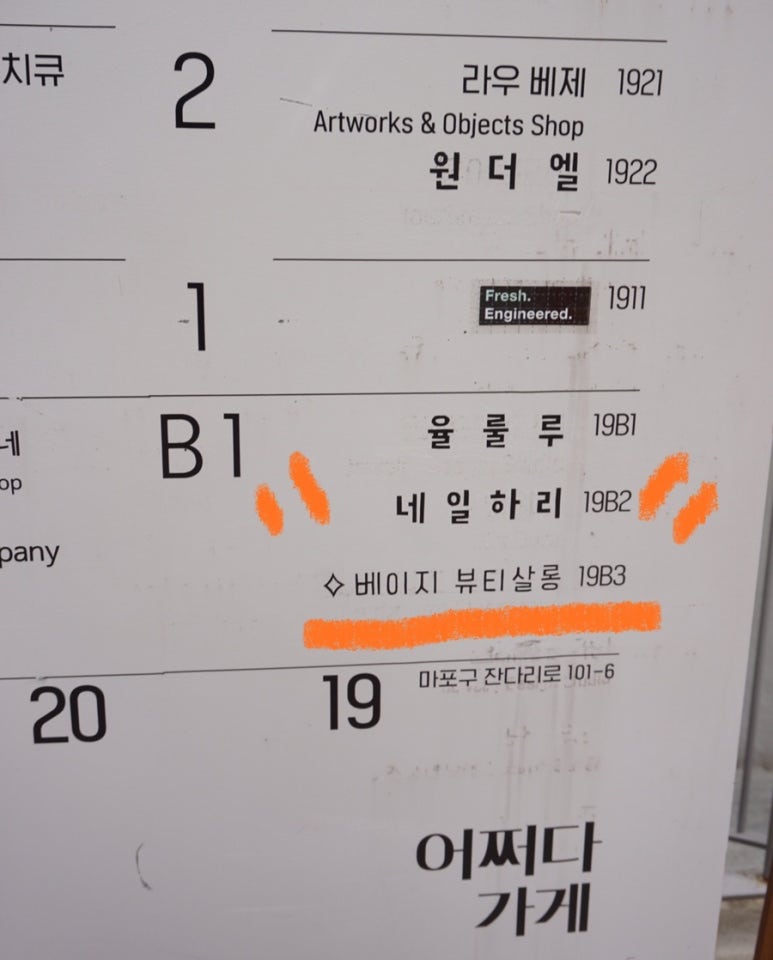 치큐
2
라우 베제 1921
Artworks & Objects Shop
원더엘 1922
1
Fresh.
Engineered.
1911
네
op
pany
B1
율룰루 19B1
네일하리 19B2
✧베이지 뷰티살롱 19B3
20
19
마포구 잔다리로 101-6
어쩌다
가게